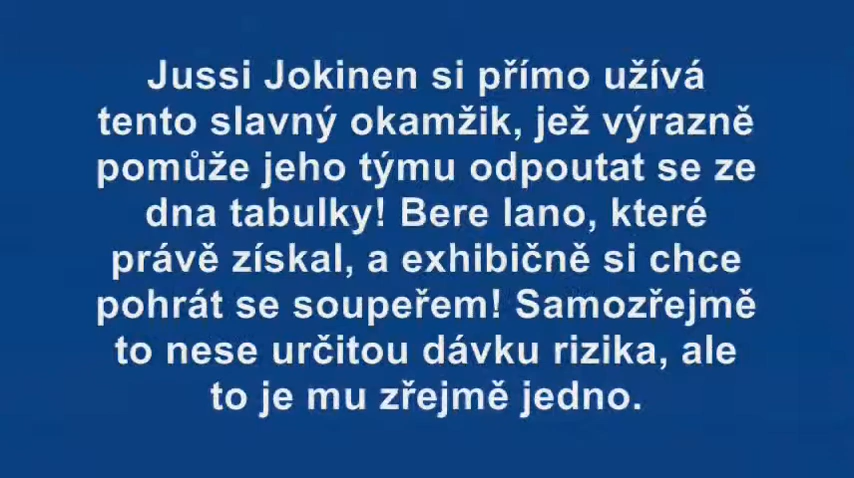 Jussi Jokinen si přímo užívá
tento slavný okamžik, jež výrazně
pomůže jeho týmu odpoutat se ze
dna tabulky! Bere lano, které
právě získal, a exhibičně si chce
pohrát se soupeřem! Samozřejmě
to nese určitou dávku rizika, ale
to je mu zřejmě jedno.